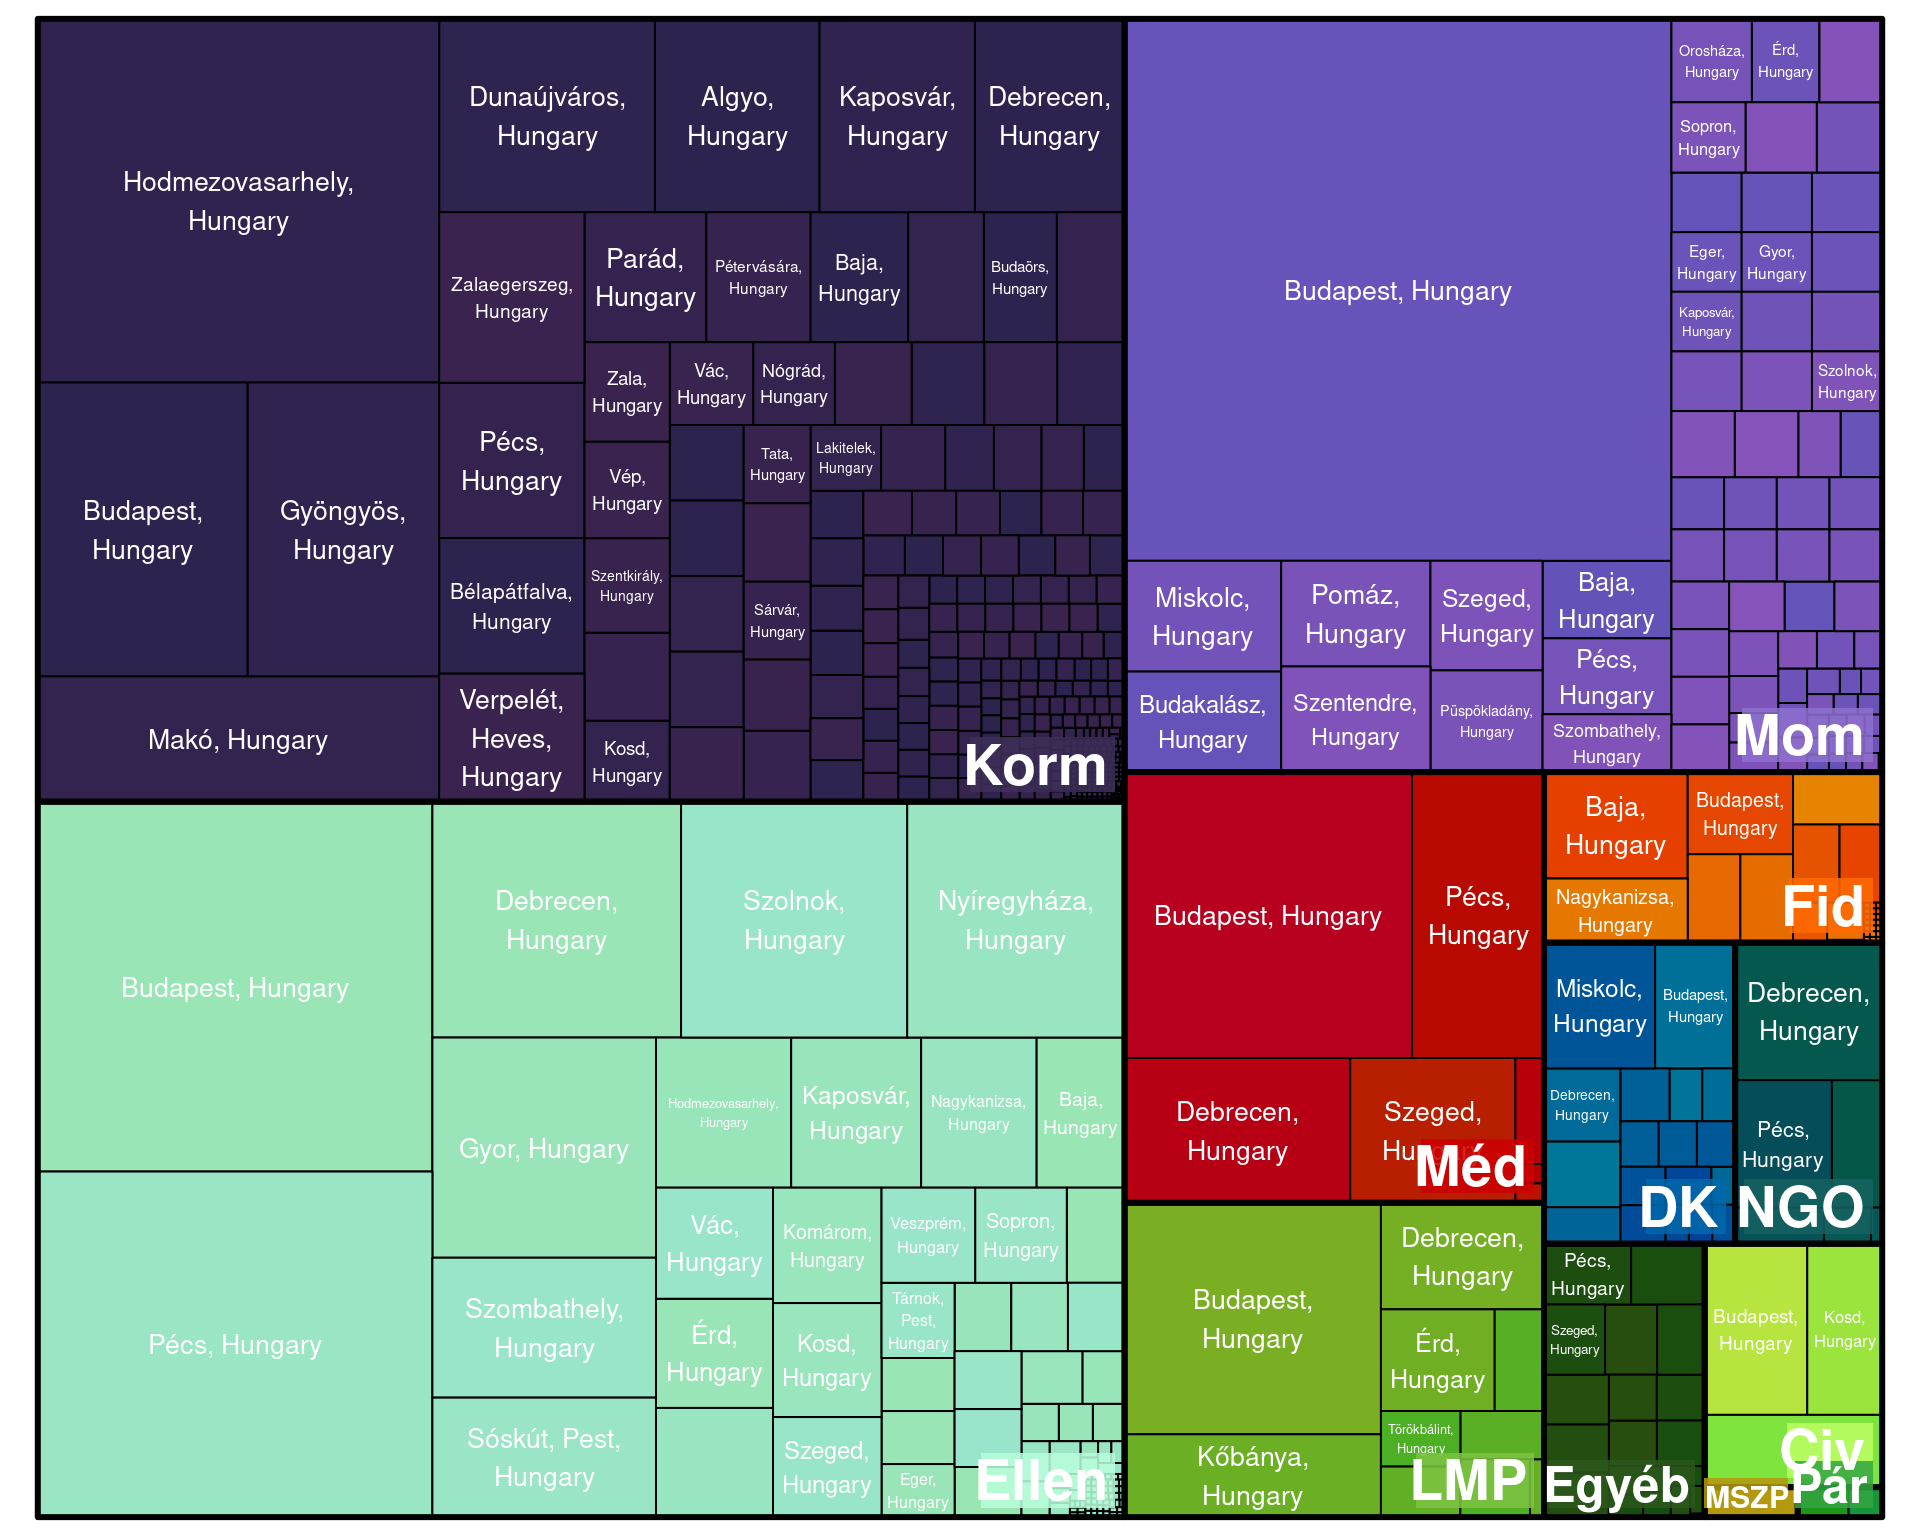 Hodmezovasarhely,
Hungary
Dunaújváros,
Hungary
Algyo,
Hungary
Kaposvár,
Hungary
Debrecen,
Hungary
Zalaegerszeg,
Hungary
Parád,
Hungary
Pétervására,
Hungary
Baja,
Hungary
Budaörs,
Hungary
Budapest,
Hungary
Gyöngyös,
Hungary
Makó, Hungary
Pécs,
Hungary
Bélapátfalva,
Hungary
Verpelét,
Heves,
Hungary
Zala,
Hungary
Vác,
Hungary
Nógrád,
Hungary
Vép,
Hungary
Tata,
Hungary
Lakitelek,
Hungary
Szentkirály,
Hungary
Sárvár,
Hungary
Kosd,
Hungary
Korm
Budapest, Hungary
Orosháza,
Hungary
Érd,
Hungary
Sopron,
Hungary
Eger,
Hungary
Gyor,
Hungary
Kaposvár,
Hungary
Szolnok,
Hungary
Miskolc,
Hungary
Pomáz,
Hungary
Szeged,
Hungary
Baja,
Hungary
Budakalász,
Hungary
Szentendre,
Hungary
Püspökladány,
Hungary
Pécs,
Hungary
Szombathely,
Hungary
Mom
Budapest, Hungary
Pécs, Hungary
Debrecen,
Hungary
Szolnok,
Hungary
Nyíregyháza,
Hungary
Gyor, Hungary
Hodmezovasarhely,
Hungary
Kaposvár,
Hungary
Nagykanizsa,
Hungary
Baja,
Hungary
Szombathely,
Hungary
Sóskút, Pest,
Hungary
Vác,
Hungary
Komárom,
Hungary
Veszprém,
Hungary
Sopron,
Hungary
Érd,
Hungary
Kosd,
Hungary
Tárnok,
Pest,
Hungary
Szeged,
Hungary
Eger,
Hungary
Ellen
Budapest, Hungary
Pécs,
Hungary
Debrecen,
Hungary
Szeged,
Hungary
Méd
Baja,
Hungary
Budapest,
Hungary
Nagykanizsa,
Hungary
Fid
Miskolc,
Hungary
Budapest,
Hungary
Debrecen,
Hungary
DK
Debrecen,
Hungary
Pécs,
Hungary
NGO
Budapest,
Hungary
Debrecen,
Hungary
Érd,
Hungary
Törökbálint,
Hungary
Kőbánya,
Hungary
LMP
Pécs,
Hungary
Szeged,
Hungary
Egyéb
Budapest,
Hungary
Kosd,
Hungary
Civ
MSZP
Pár